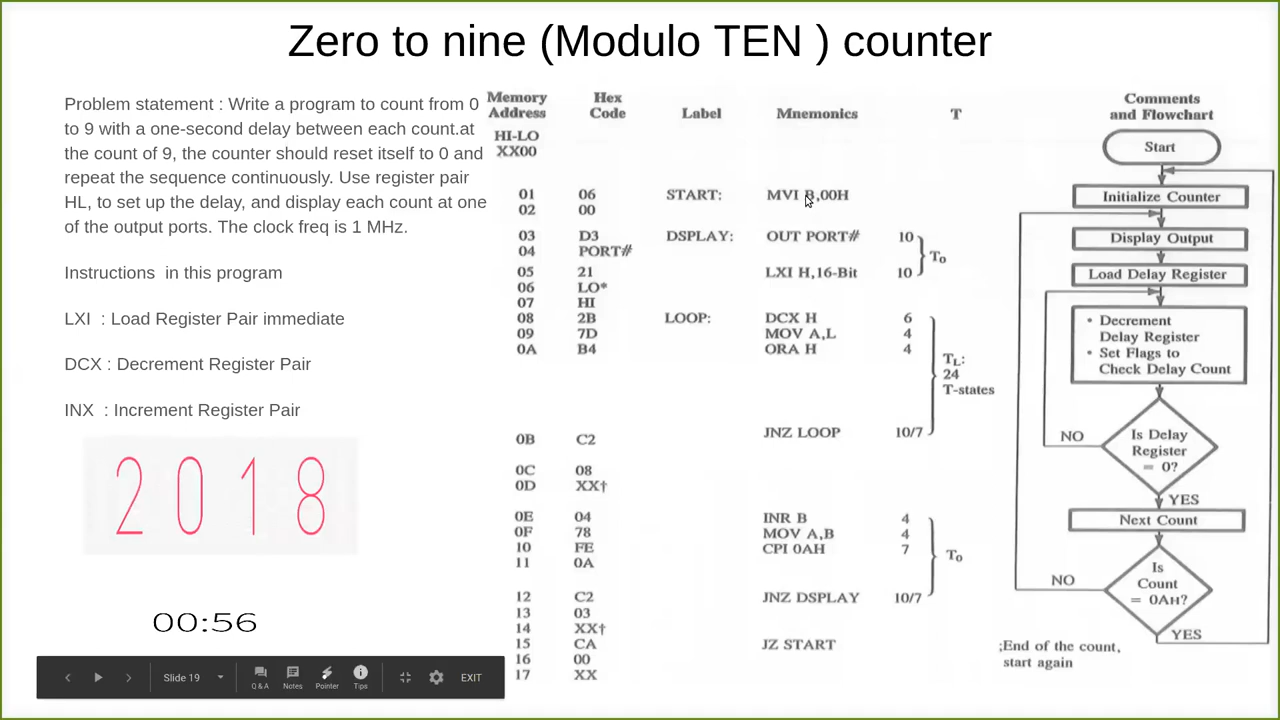 Zero to nine (Modulo TEN ) counter
Problem statement : Write a program to count from 0
to 9 with a one-second delay between each count.at
the count of 9, the counter should reset itself to 0 and
repeat the sequence continuously. Use register pair
HL, to set up the delay, and display each count at one
of the output ports. The clock freq is 1 MHz.
Instructions in this program
LXI : Load Register Pair immediate
DCX : Decrement Register Pair
INX : Increment Register Pair
2018
00:56
Slide 19
Q & A
Notes
Pointer
Tips
EXIT
Memory Address Hex Code Label Mnemonics T Comments and Flowchart
HI-LO
XX00
01 06 START: MVI B,00H
02 00
03 D3 DSPLAY: OUT PORT# 10
04 PORT#
T0
05 21 LXI H,16-Bit 10
06 LO*
07 HI
08 2B LOOP: DCX H 6
09 7D MOV A,L 4
0A B4 ORA H 4
TL:
24
T-states
0B C2 JNZ LOOP 10/7
0C 08
0D XX†
0E 04 INR B 4
0F 78 MOV A,B 4
10 FE CPI 0AH 7
11 0A
T0
12 C2 JNZ DSPLAY 10/7
13 03
14 XX†
15 CA JZ START
16 00
17 XX
;End of the count,
start again
Start
Initialize Counter
Display Output
Load Delay Register
• Decrement
Delay Register
• Set Flags to
Check Delay Count
NO
Is Delay
Register
= 0?
YES
Next Count
NO
Is
Count
= 0AH?
YES